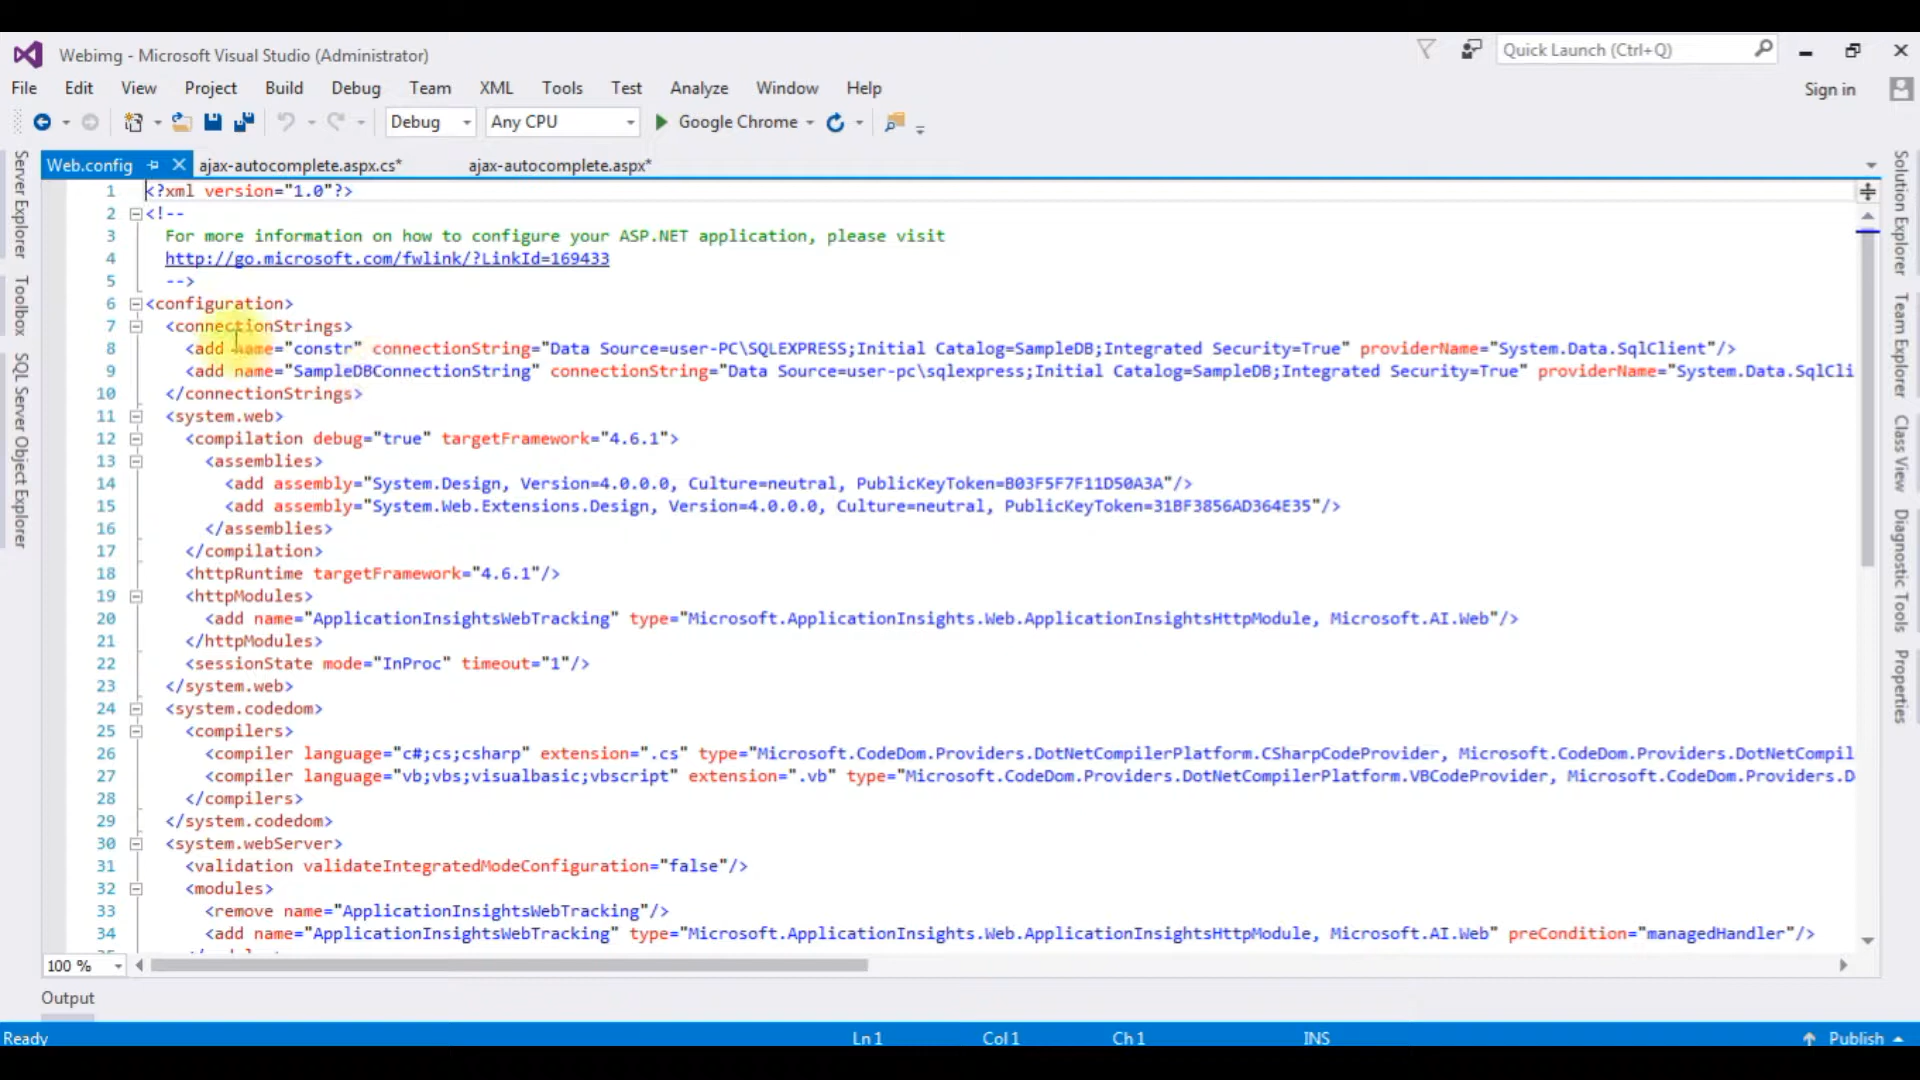 Webimg - Microsoft Visual Studio (Administrator)
Quick Launch (Ctrl+Q)
File Edit View Project Build Debug Team XML Tools Test Analyze Window Help
Sign in
Debug Any CPU Google Chrome
Web.config ajax-autocomplete.aspx.cs* ajax-autocomplete.aspx*
Server Explorer
Toolbox
SQL Server Object Explorer
1 <?xml version="1.0"?>
2 <!--
3 For more information on how to configure your ASP.NET application, please visit
4 http://go.microsoft.com/fwlink/?LinkId=169433
5 -->
6 <configuration>
7 <connectionStrings>
8 <add name="constr" connectionString="Data Source=user-PC\SQLEXPRESS;Initial Catalog=SampleDB;Integrated Security=True" providerName="System.Data.SqlClient"/>
9 <add name="SampleDBConnectionString" connectionString="Data Source=user-pc\sqlexpress;Initial Catalog=SampleDB;Integrated Security=True" providerName="System.Data.SqlCli
10 </connectionStrings>
11 <system.web>
12 <compilation debug="true" targetFramework="4.6.1">
13 <assemblies>
14 <add assembly="System.Design, Version=4.0.0.0, Culture=neutral, PublicKeyToken=B03F5F7F11D50A3A"/>
15 <add assembly="System.Web.Extensions.Design, Version=4.0.0.0, Culture=neutral, PublicKeyToken=31BF3856AD364E35"/>
16 </assemblies>
17 </compilation>
18 <httpRuntime targetFramework="4.6.1"/>
19 <httpModules>
20 <add name="ApplicationInsightsWebTracking" type="Microsoft.ApplicationInsights.Web.ApplicationInsightsHttpModule, Microsoft.AI.Web"/>
21 </httpModules>
22 <sessionState mode="InProc" timeout="1"/>
23 </system.web>
24 <system.codedom>
25 <compilers>
26 <compiler language="c#;cs;csharp" extension=".cs" type="Microsoft.CodeDom.Providers.DotNetCompilerPlatform.CSharpCodeProvider, Microsoft.CodeDom.Providers.DotNetCompil
27 <compiler language="vb;vbs;visualbasic;vbscript" extension=".vb" type="Microsoft.CodeDom.Providers.DotNetCompilerPlatform.VBCodeProvider, Microsoft.CodeDom.Providers.D
28 </compilers>
29 </system.codedom>
30 <system.webServer>
31 <validation validateIntegratedModeConfiguration="false"/>
32 <modules>
33 <remove name="ApplicationInsightsWebTracking"/>
34 <add name="ApplicationInsightsWebTracking" type="Microsoft.ApplicationInsights.Web.ApplicationInsightsHttpModule, Microsoft.AI.Web" preCondition="managedHandler"/>
Solution Explorer
Team Explorer
Class View
Diagnostic Tools
Properties
100 %
Output
Ready Ln 1 Col 1 Ch 1 INS Publish